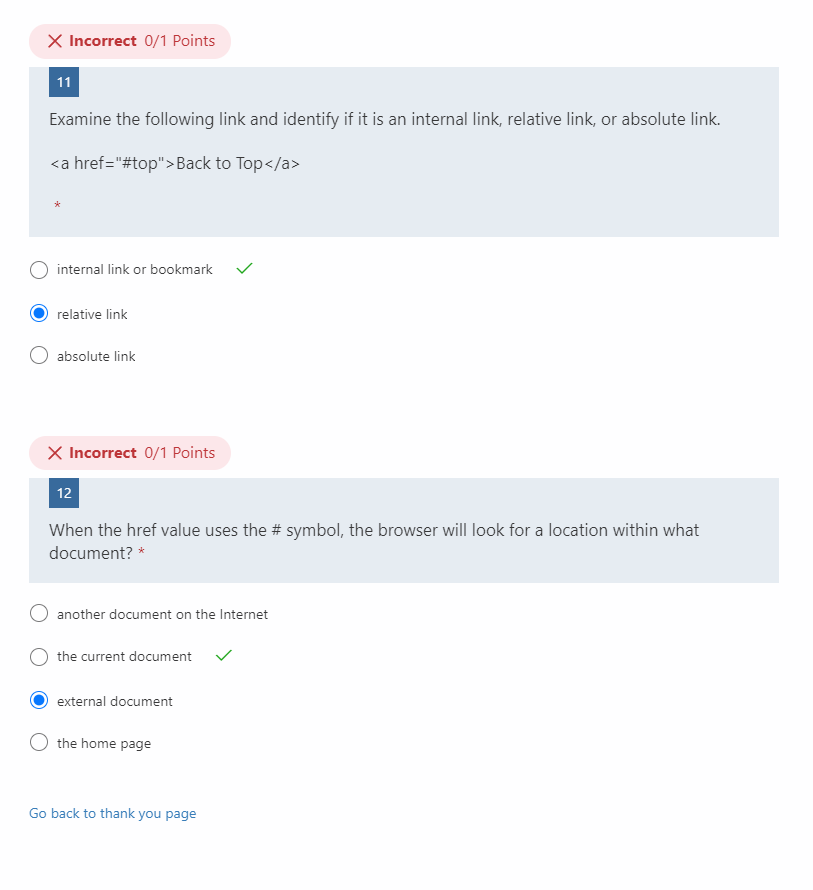 Incorrect 0/1 Points
11
Examine the following link and identify if it is an internal link, relative link, or absolute link.
<a href="#top">Back to Top</a>
*
internal link or bookmark
relative link
absolute link
Incorrect 0/1 Points
12
When the href value uses the # symbol, the browser will look for a location within what
document? *
another document on the Internet
the current document
external document
the home page
Go back to thank you page